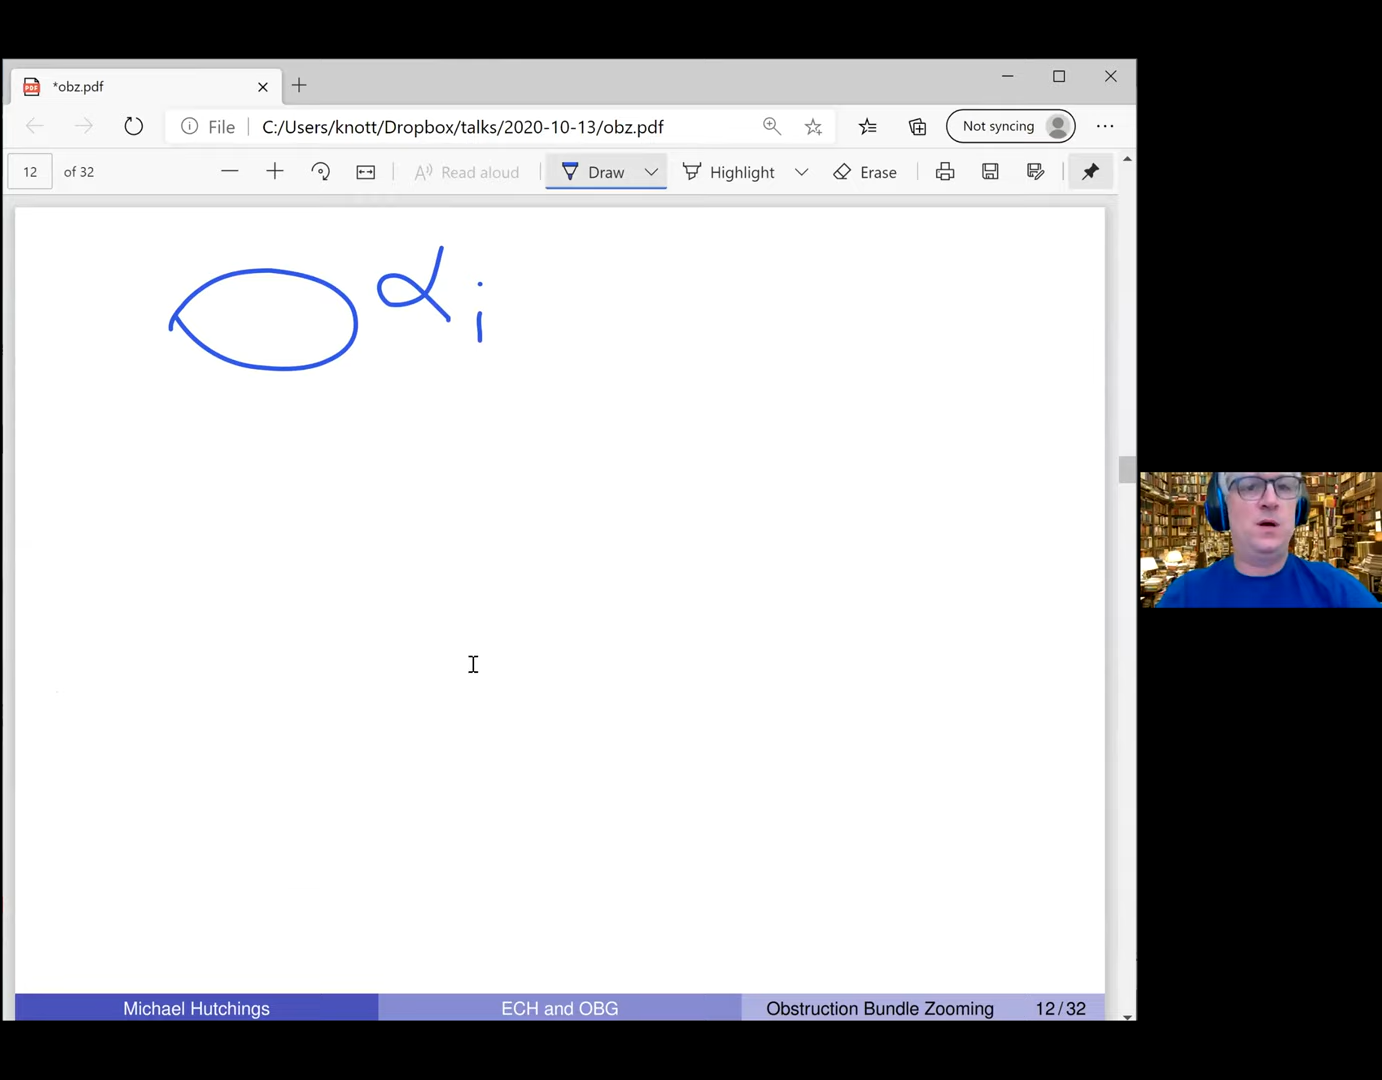 *obz.pdf
File C:/Users/knott/Dropbox/talks/2020-10-13/obz.pdf Not syncing
12 of 32 Read aloud Draw Highlight Erase
α i
Michael Hutchings ECH and OBG Obstruction Bundle Zooming 12/32